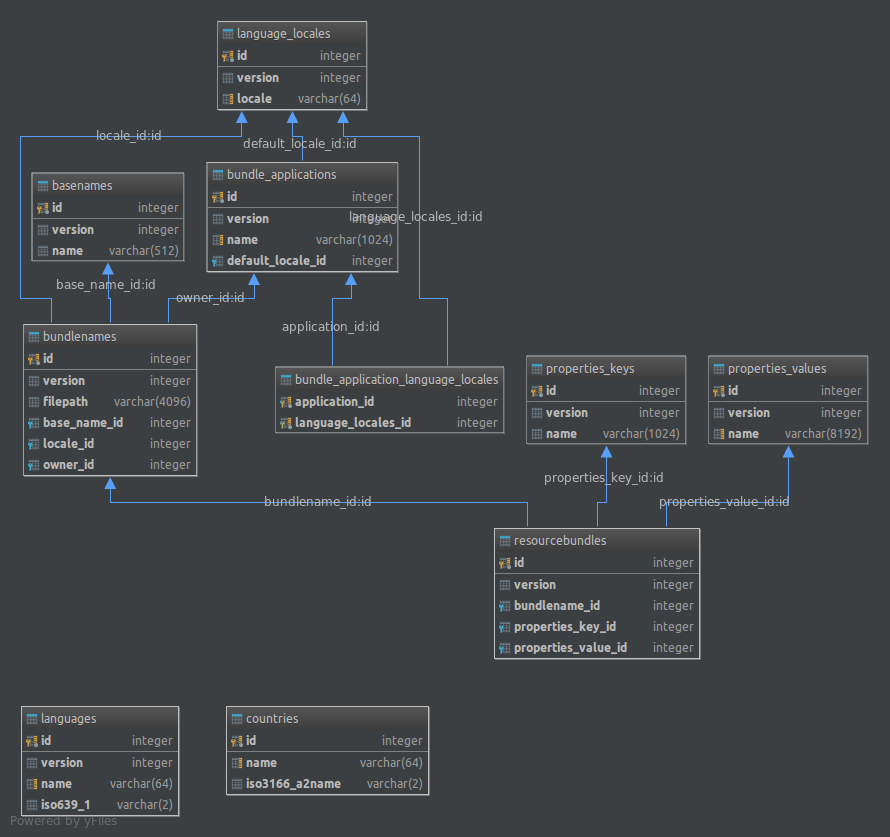 language_locales
id integer
version integer
locale varchar(64)
locale_id:id
default_locale_id:id
bundle_applications
id integer
version integer
name varchar(1024)
default_locale_id integer
language_locales_id:id
basenames
id integer
version integer
name varchar(512)
base_name_id:id
owner_id:id
application_id:id
bundlenames
id integer
version integer
filepath varchar(4096)
base_name_id integer
locale_id integer
owner_id integer
bundle_application_language_locales
application_id integer
language_locales_id integer
properties_keys
id integer
version integer
name varchar(1024)
properties_values
id integer
version integer
name varchar(8192)
properties_key_id:id
bundlename_id:id
properties_value_id:id
resourcebundles
id integer
version integer
bundlename_id integer
properties_key_id integer
properties_value_id integer
languages
id integer
version integer
name varchar(64)
iso639_1 varchar(2)
countries
id integer
name varchar(64)
iso3166_a2name varchar(2)
Powered by yFiles